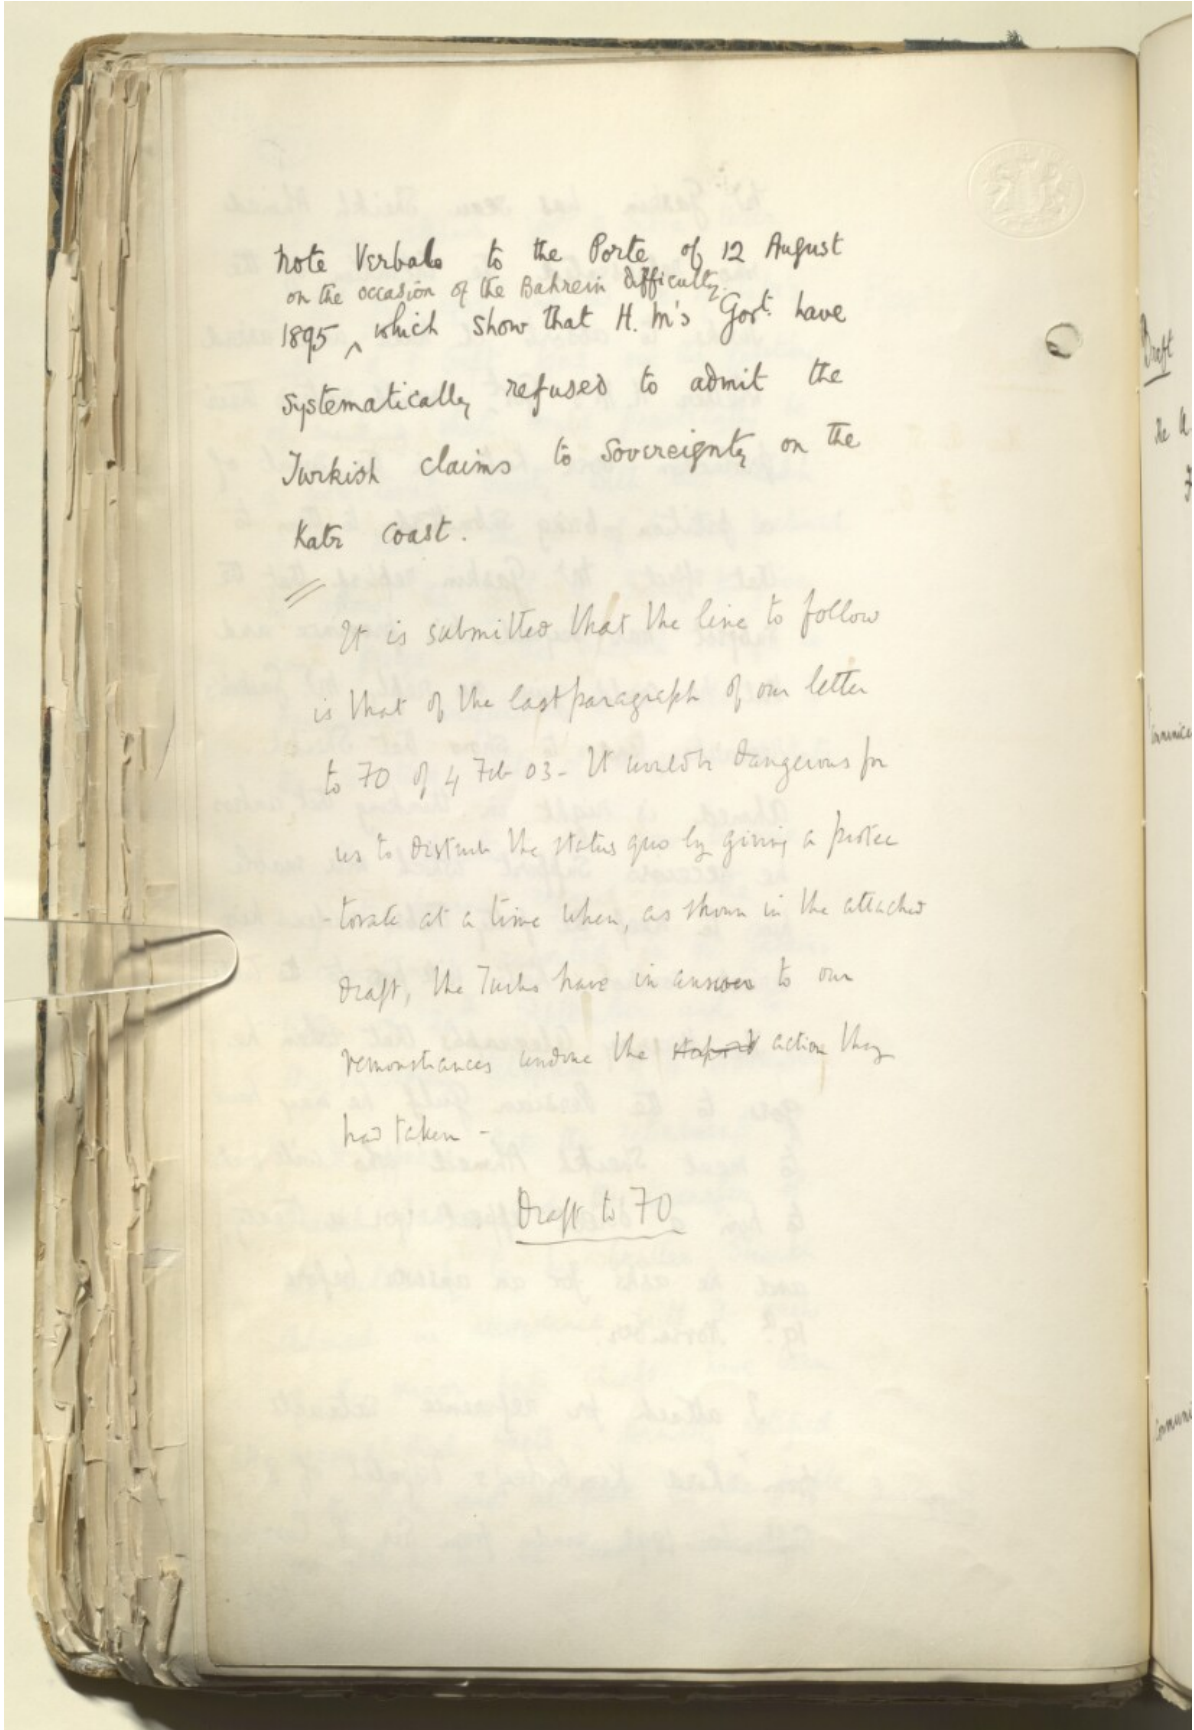 Note Verbale to the Porte of 12 August
on the occasion of the Bahrein difficulty.
1895 ^ which show that H.M's Govt. have
systematically refused to admit the
Turkish claims to Sovereignty on the
Katr coast.
It is submitted that the line to follow
is that of the last paragraph of our letter
to 70 of 4 Feb 03 - It would be dangerous for
us to disturb the status quo by giving a protec
torate at a time when, as shown in the attached
draft, the Turks have in answer to our
remonstrances undone the action they
had taken -
Draft to 70
Draft